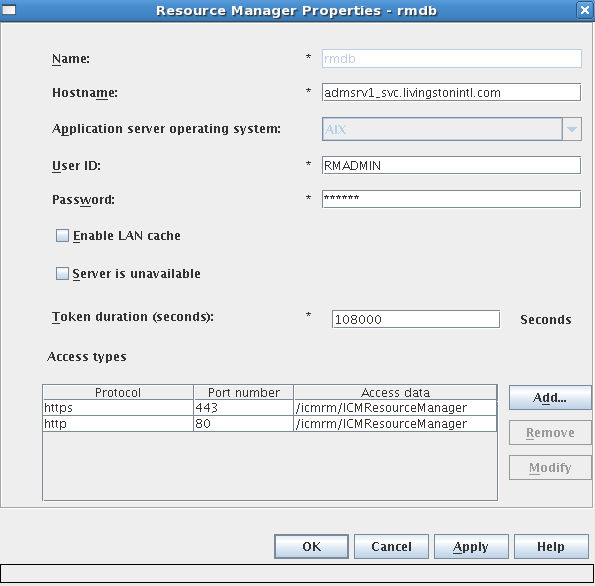 Resource Manager Properties - rmdb
Name: * rmdb
Hostname: * admsrv1_svc.livingstonintl.com
Application server operating system: AIX
User ID: * RMADMIN
Password: * ******
Enable LAN cache
Server is unavailable
Token duration (seconds): * 108000 Seconds
Access types
Protocol Port number Access data
https 443 /icmrm/ICMResourceManager
http 80 /icmrm/ICMResourceManager
Add...
Remove
Modify
OK Cancel Apply Help